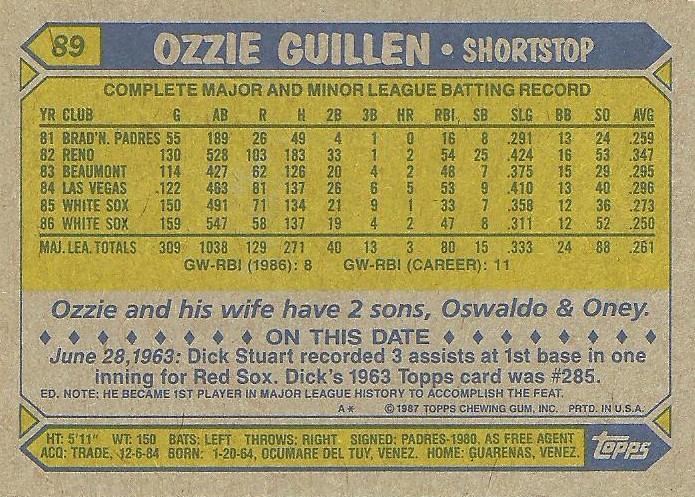 89 OZZIE GUILLEN • SHORTSTOP
COMPLETE MAJOR AND MINOR LEAGUE BATTING RECORD
YR CLUB G AB R H 2B 3B HR RBI SB SLG BB SO AVG
81 BRAD'N. PADRES 55 189 26 49 4 1 0 16 8 .291 13 24 .259
82 RENO 130 528 103 183 33 1 2 54 25 .424 16 53 .347
83 BEAUMONT 114 427 62 126 20 4 2 48 7 .375 15 29 .295
84 LAS VEGAS .122 463 81 137 26 6 5 53 9 .410 13 40 .296
85 WHITE SOX 150 491 71 134 21 9 1 33 7 .358 12 36 .273
86 WHITE SOX 159 547 58 137 19 4 2 47 8 .311 12 52 .250
MAJ. LEA. TOTALS 309 1038 129 271 40 13 3 80 15 .333 24 88 .261
GW-RBI (1986): 8 GW-RBI (CAREER): 11
Ozzie and his wife have 2 sons, Oswaldo & Oney.
♦ ♦ ♦ ♦ ♦ ♦ ♦ ♦ ON THIS DATE ♦ ♦ ♦ ♦ ♦ ♦ ♦ ♦
June 28, 1963: Dick Stuart recorded 3 assists at 1st base in one
inning for Red Sox. Dick's 1963 Topps card was #285.
ED. NOTE: HE BECAME 1ST PLAYER IN MAJOR LEAGUE HISTORY TO ACCOMPLISH THE FEAT.
A* © 1987 TOPPS CHEWING GUM, INC. PRTD. IN U.S.A.
HT: 5'11" WT: 150 BATS: LEFT THROWS: RIGHT SIGNED: PADRES-1980, AS FREE AGENT
ACQ: TRADE, 12-6-84 BORN: 1-20-64, OCUMARE DEL TUY, VENEZ. HOME: GUARENAS, VENEZ.
topps